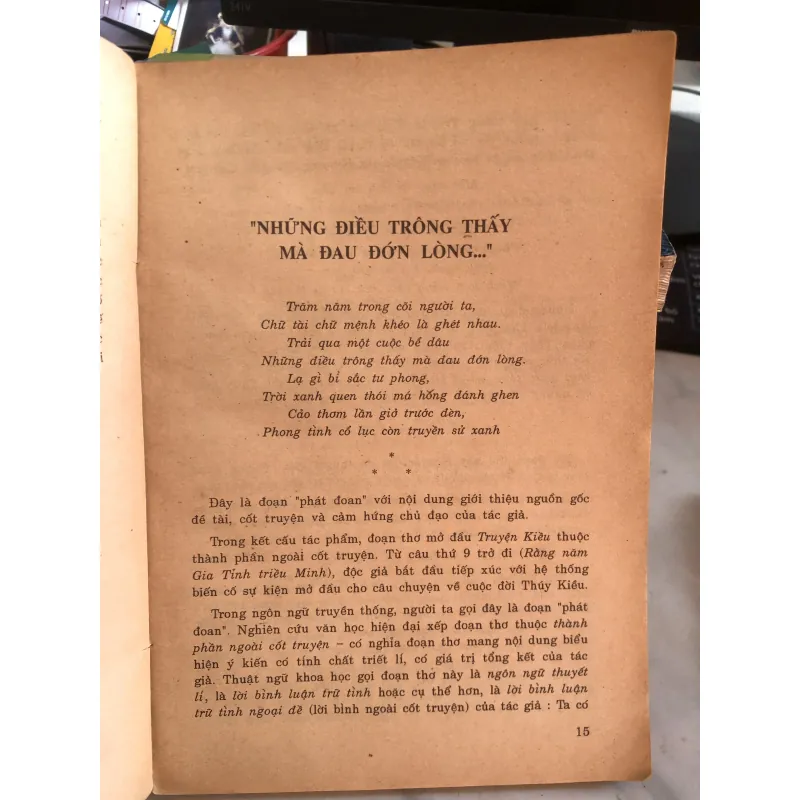 "NHỮNG ĐIỀU TRÔNG THẤY
MÀ ĐAU ĐỚN LÒNG..."
Trăm năm trong cõi người ta,
Chữ tài chữ mệnh khéo là ghét nhau.
Trải qua một cuộc bể dâu
Những điều trông thấy mà đau đớn lòng.
Lạ gì bỉ sắc tư phong,
Trời xanh quen thói má hồng đánh ghen
Cảo thơm lần giở trước đèn,
Phong tình cổ lục còn truyền sử xanh
*
* *
Đây là đoạn "phát đoan" với nội dung giới thiệu nguồn gốc
đề tài, cốt truyện và cảm hứng chủ đạo của tác giả.
Trong kết cấu tác phẩm, đoạn thơ mở đầu Truyện Kiều thuộc
thành phần ngoài cốt truyện. Từ câu thứ 9 trở đi (Rằng năm
Gia Tĩnh triều Minh), độc giả bắt đầu tiếp xúc với hệ thống
biến cố sự kiện mở đầu cho câu chuyện về cuộc đời Thúy Kiều.
Trong ngôn ngữ truyền thống, người ta gọi đây là đoạn "phát
đoan". Nghiên cứu văn học hiện đại xếp đoạn thơ thuộc thành
phần ngoài cốt truyện – có nghĩa đoạn thơ mang nội dung biểu
hiện ý kiến có tính chất triết lí, có giá trị tổng kết của tác
giả. Thuật ngữ khoa học gọi đoạn thơ này là ngôn ngữ thuyết
lí, là lời bình luận trữ tình hoặc cụ thể hơn, là lời bình luận
trữ tình ngoại đề (lời bình ngoài cốt truyện) của tác giả : Ta có
15